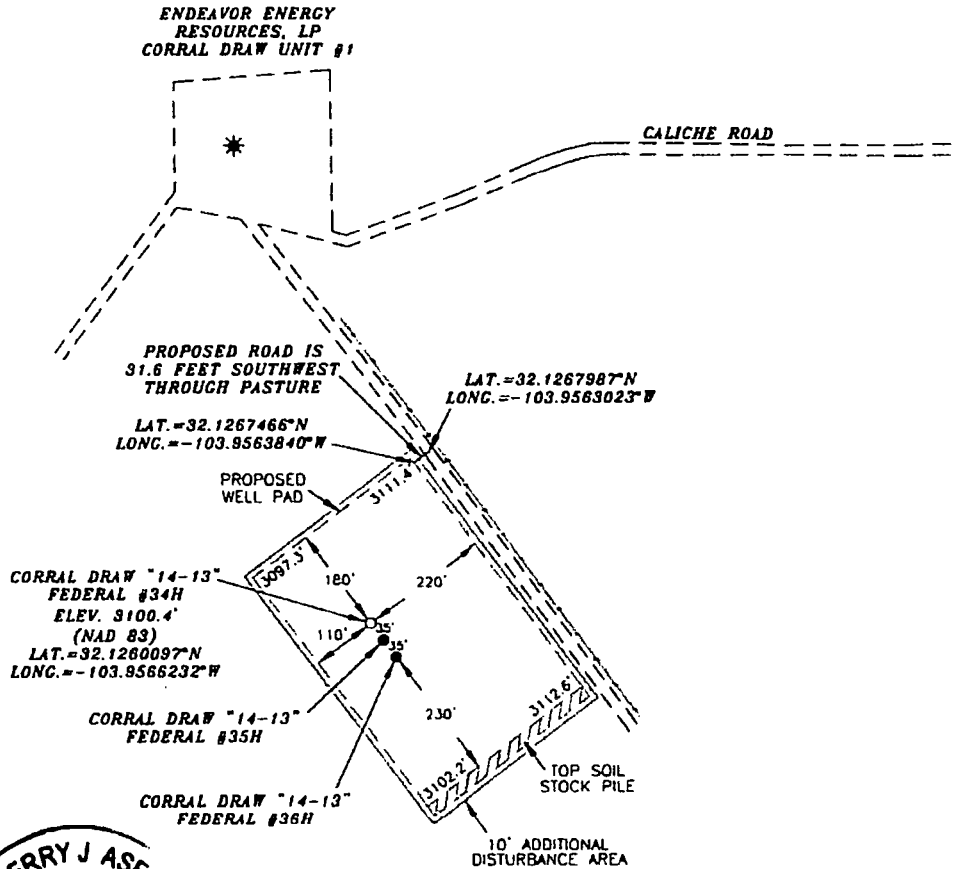 ENDEAVOR ENERGY
RESOURCES, LP
CORRAL DRAW UNIT #1
CALICHE ROAD
PROPOSED ROAD IS
31.6 FEET SOUTHWEST
THROUGH PASTURE
LAT.=32.1267987°N
LONG.=-103.9563023°W
LAT.=32.1267466°N
LONG.=-103.9563840°W
PROPOSED
WELL PAD
3111.4'
3097.3'
180'
220'
CORRAL DRAW "14-13"
FEDERAL #34H
ELEV. 3100.4'
(NAD 83)
LAT.=32.1260097°N
LONG.=-103.9566232°W
110'
35'
35'
CORRAL DRAW "14-13"
FEDERAL #35H
230'
3112.6'
3102.2'
TOP SOIL
STOCK PILE
CORRAL DRAW "14-13"
FEDERAL #36H
10' ADDITIONAL
DISTURBANCE AREA
J